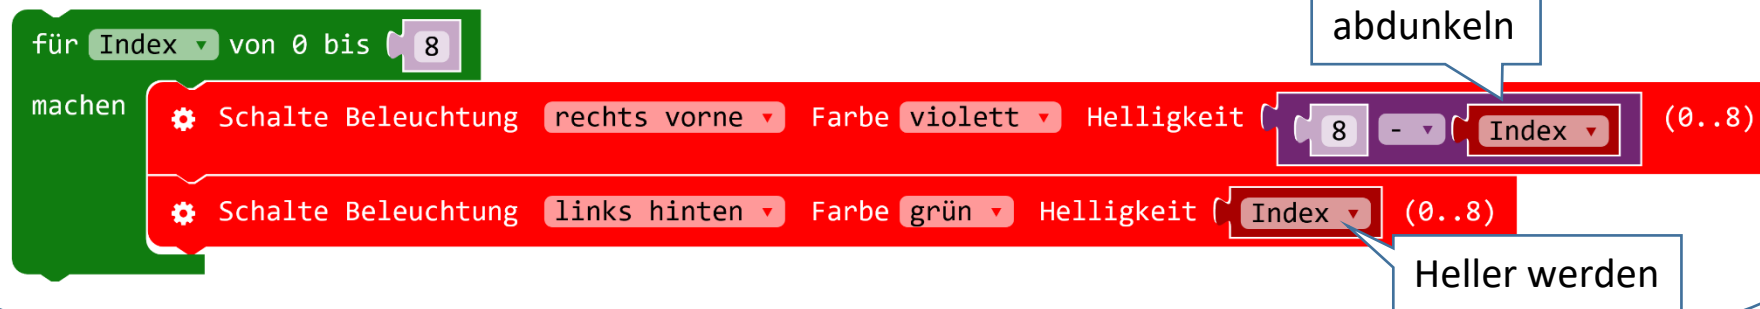 abdunkeln
für Index von 0 bis 8
machen
Schalte Beleuchtung rechts vorne Farbe violett Helligkeit 8 - Index (0..8)
Schalte Beleuchtung links hinten Farbe grün Helligkeit Index (0..8)
Heller werden